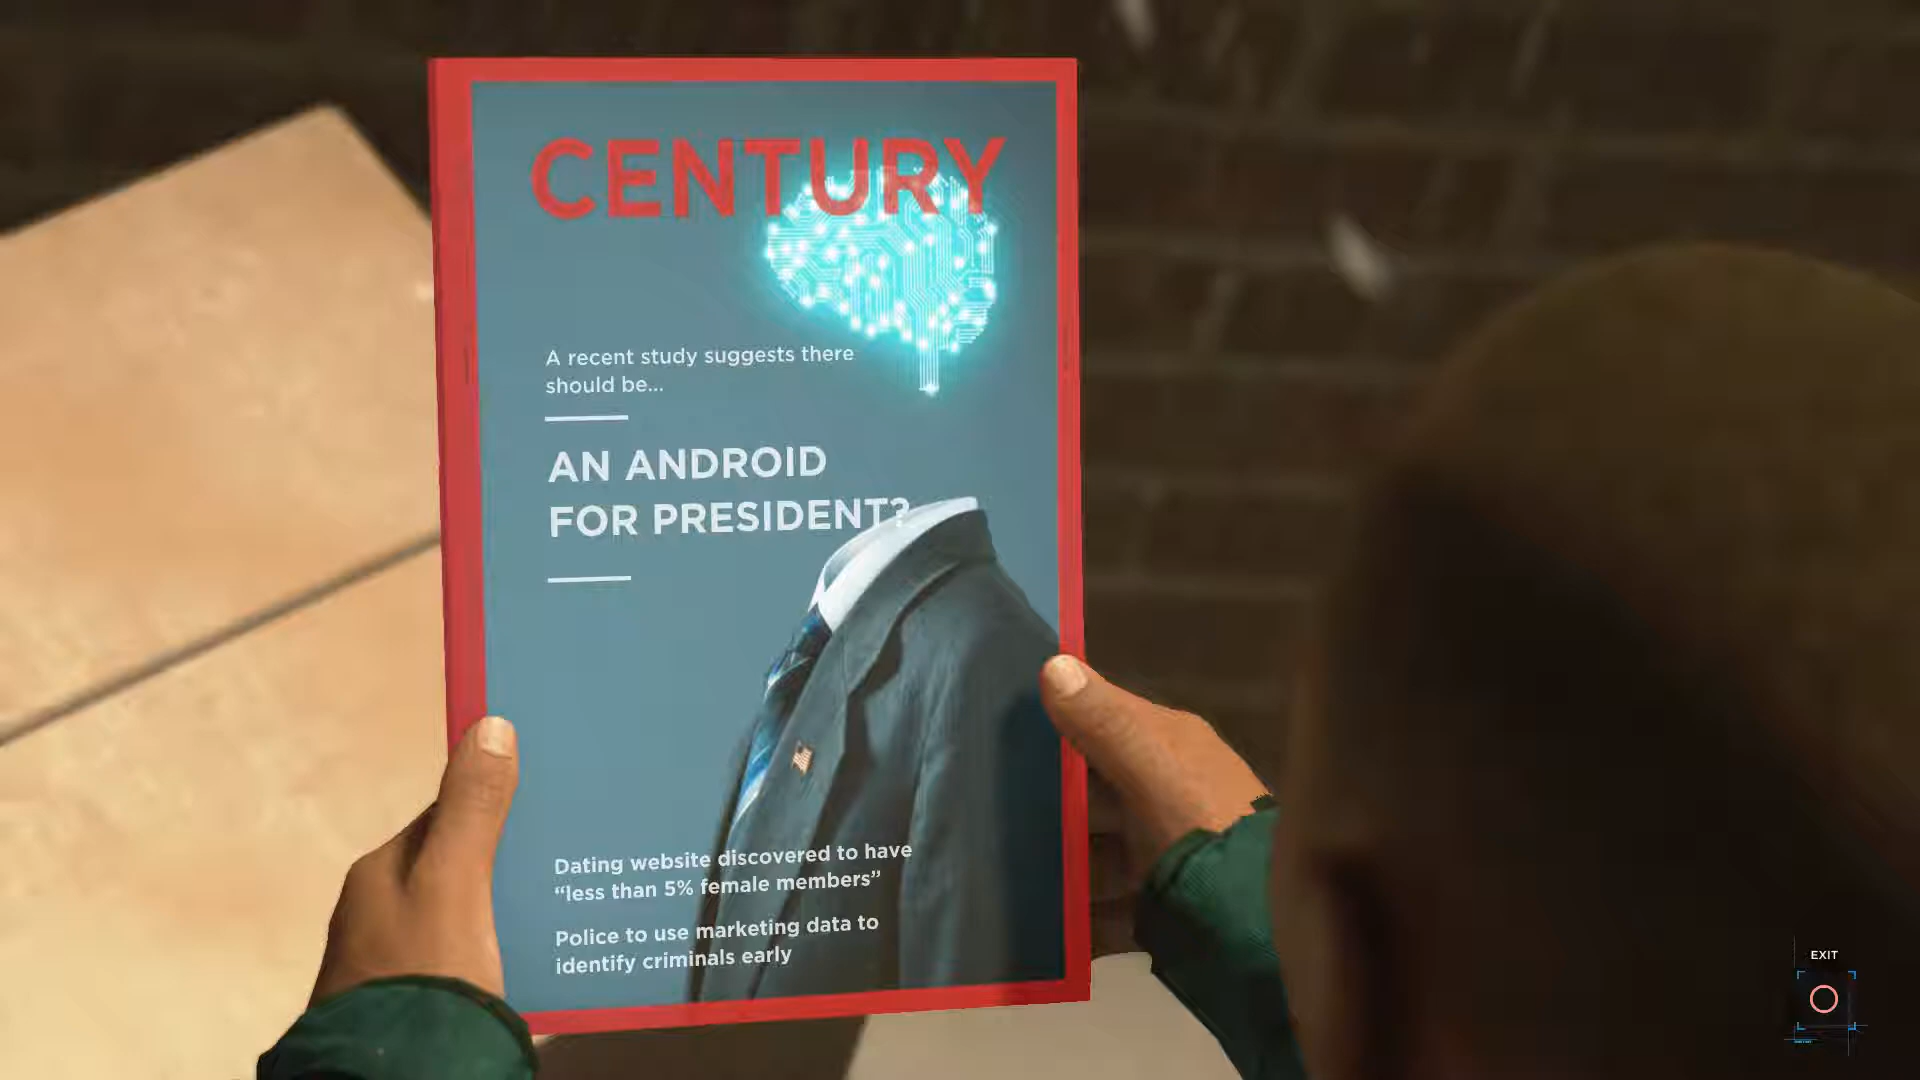 CENTURY
A recent study suggests there
should be...
AN ANDROID
FOR PRESIDENT?
Dating website discovered to have
“less than 5% female members”
Police to use marketing data to
identify criminals early
EXIT